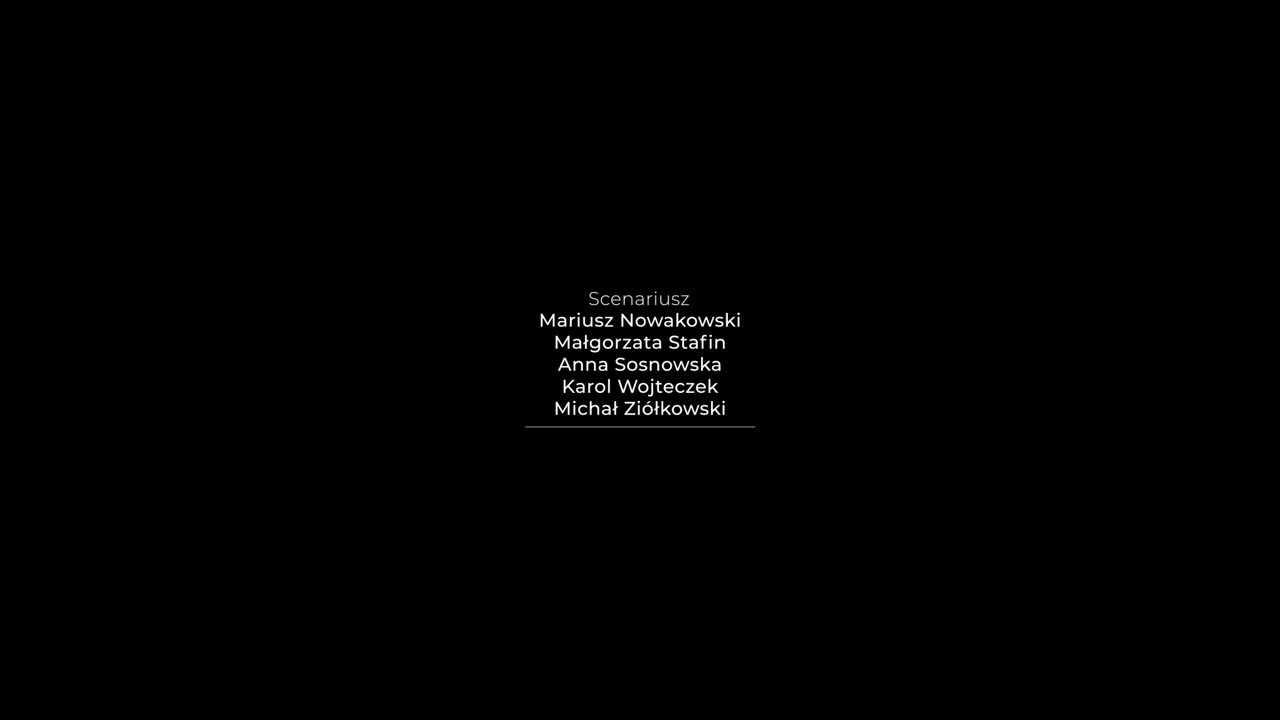 Scenariusz
Mariusz Nowakowski
Małgorzata Stafin
Anna Sosnowska
Karol Wojteczek
Michał Ziółkowski